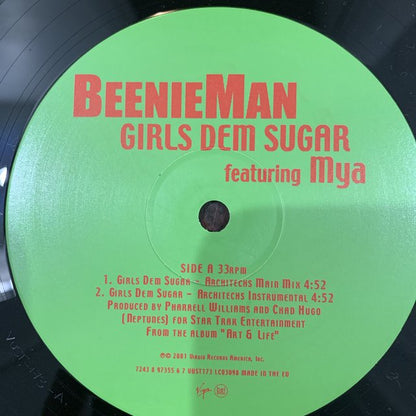 BEENIEMAN
GIRLS DEM SUGAR
featuring Mya
SIDE A 33RPM
1. GIRLS DEM SUGAR - ARCHITECHS MAIN MIX 4:52
2. GIRLS DEM SUGAR - ARCHITECHS INSTRUMENTAL 4:52
PRODUCED BY PHARRELL WILLIAMS AND CHAD HUGO
(NEPTUNES) FOR STAR TRAK ENTERTAINMENT
FROM THE ALBUM "ART & LIFE"
℗© 2001 VIRGIN RECORDS AMERICA, INC.
7243 8 97355 6 7 VUST173 LC03098 MADE IN THE EU
Virgin